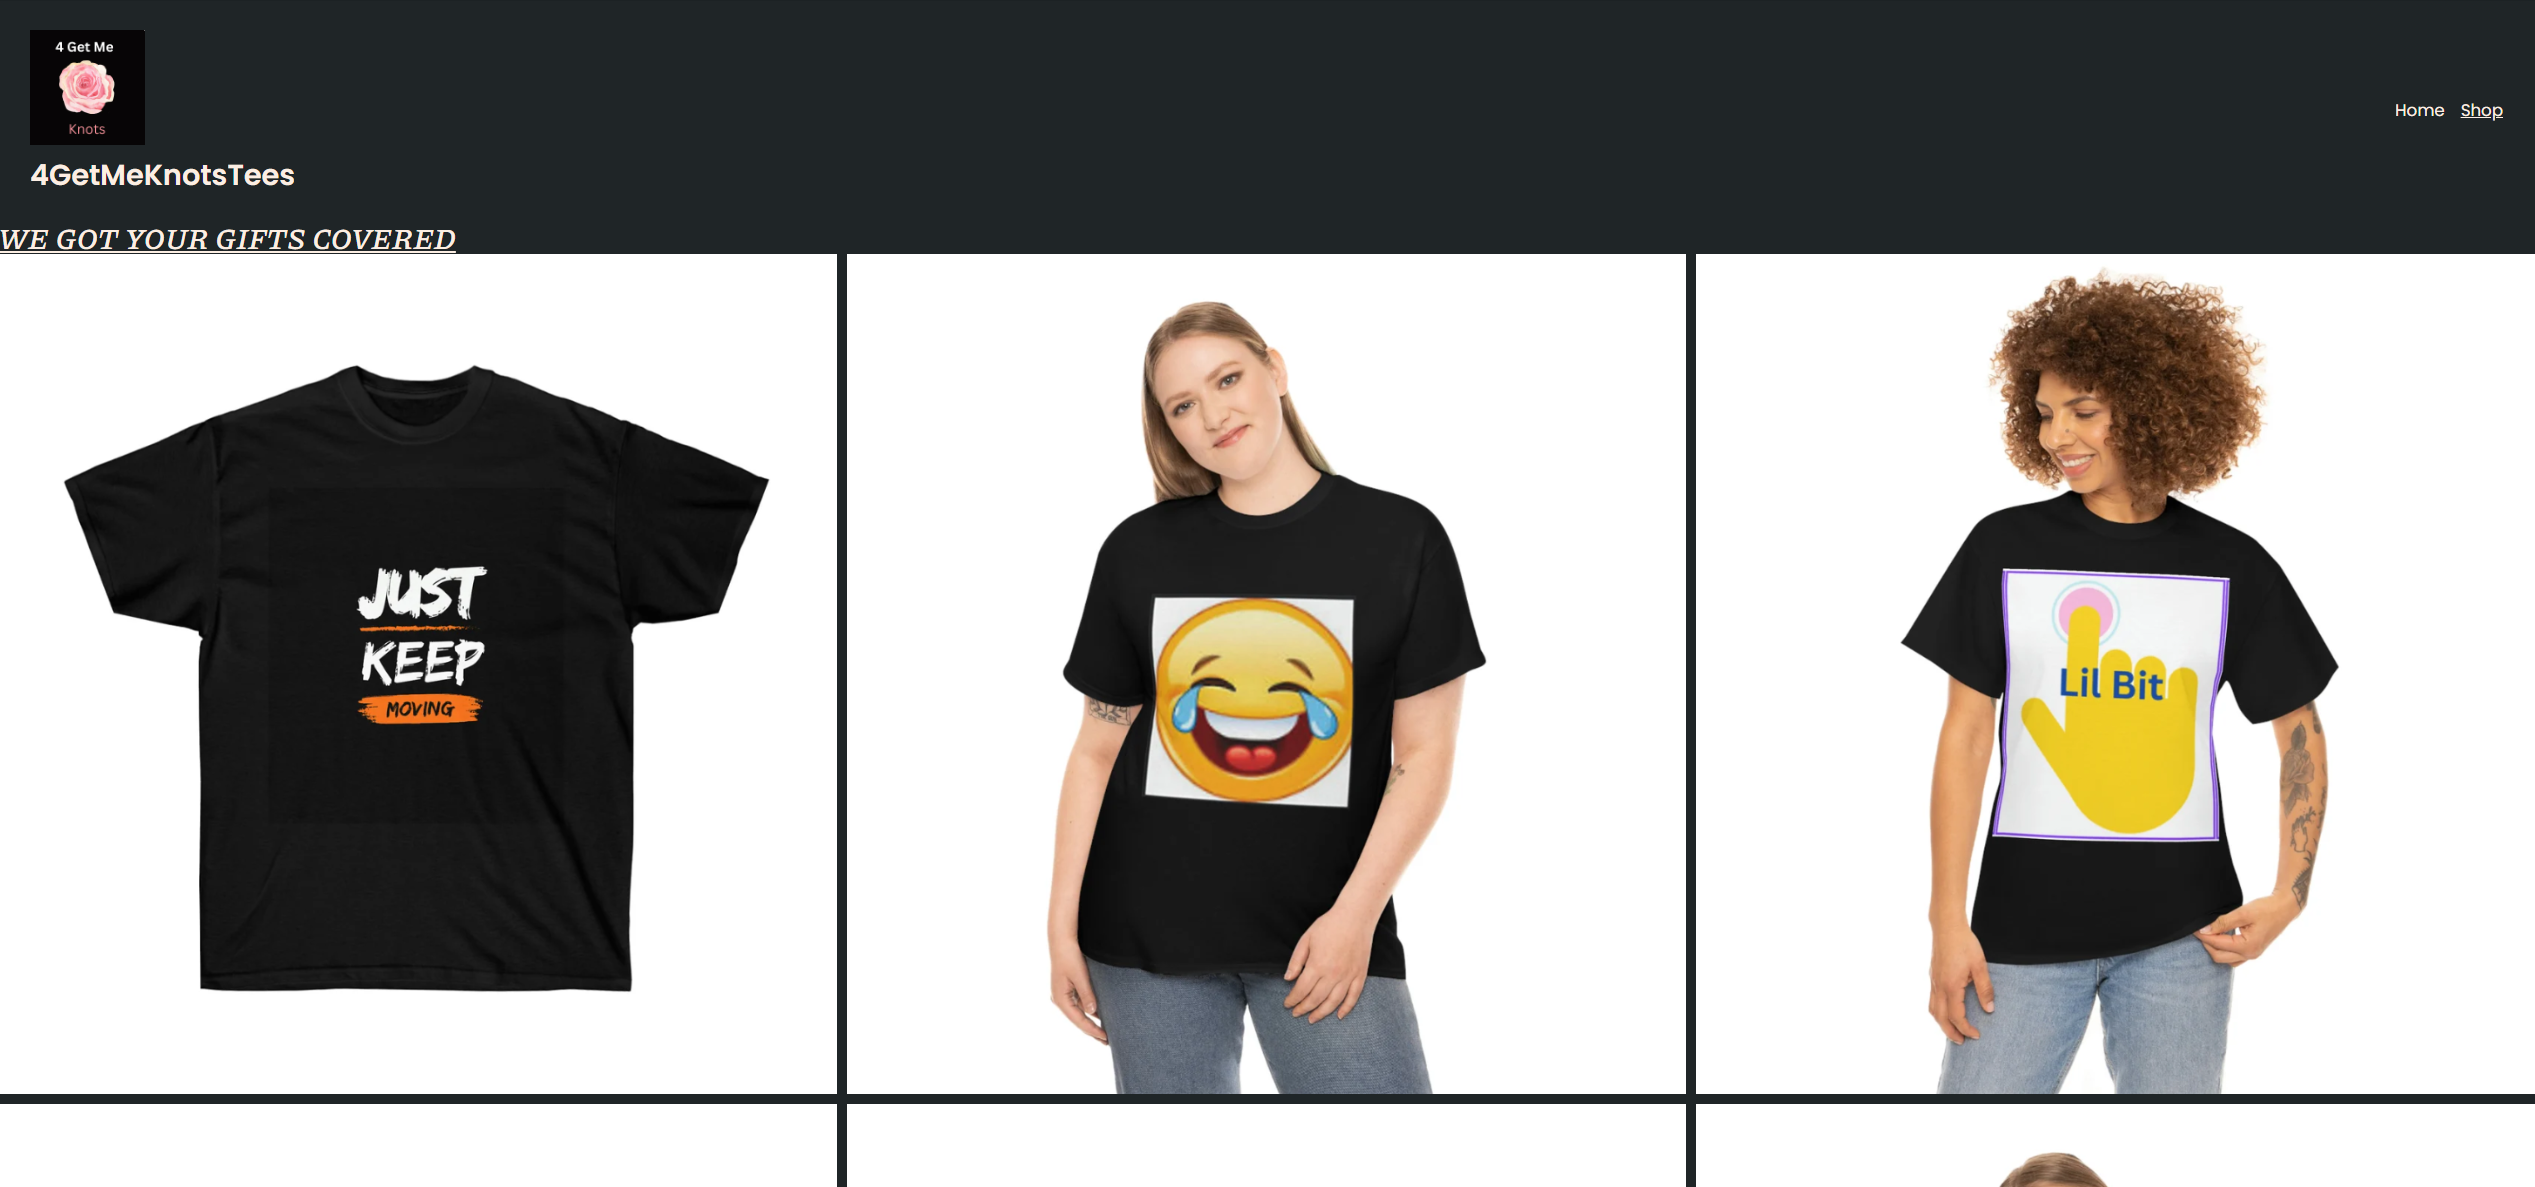 4 Get Me
Knots
4GetMeKnotsTees
Home Shop
WE GOT YOUR GIFTS COVERED
JUST
KEEP
MOVING
Lil Bit